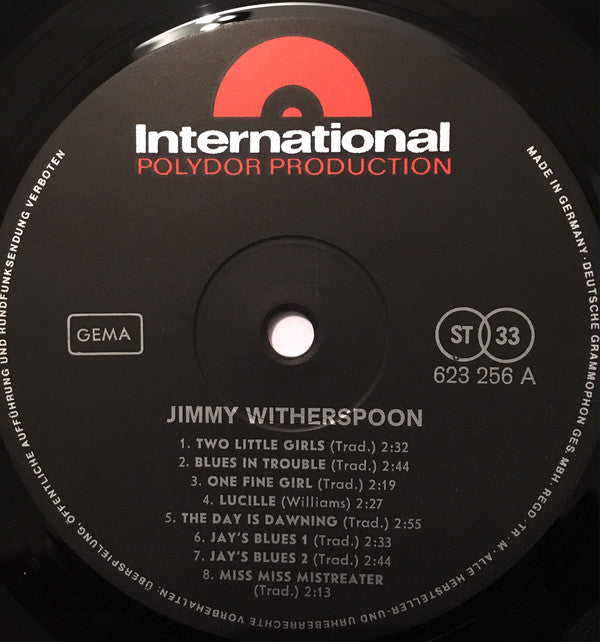 International
POLYDOR PRODUCTION
GEMA
ST 33
623 256 A
JIMMY WITHERSPOON
1. TWO LITTLE GIRLS (Trad.) 2:32
2. BLUES IN TROUBLE (Trad.) 2:44
3. ONE FINE GIRL (Trad.) 2:19
4. LUCILLE (Williams) 2:27
5. THE DAY IS DAWNING (Trad.) 2:55
6. JAY'S BLUES 1 (Trad.) 2:33
7. JAY'S BLUES 2 (Trad.) 2:44
8. MISS MISS MISTREATER
(Trad.) 2:13
MADE IN GERMANY · DEUTSCHE GRAMMOPHON GES. MBH · REGD. TR. M. ALLE HERSTELLER- UND URHEBERRECHTE VORBEHALTEN. ÜBERSPIELUNG, ÖFFENTLICHE AUFFÜHRUNG UND RUNDFUNKSENDUNG VERBOTEN